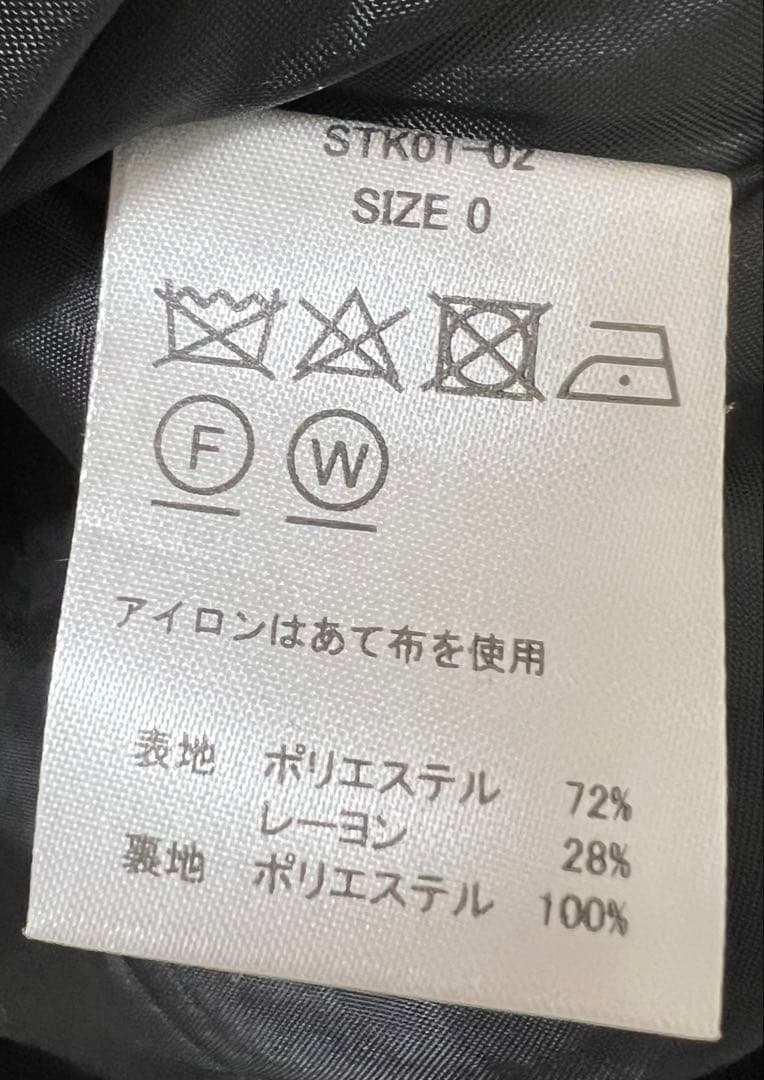 STK01-02
SIZE 0
F W
アイロンはあて布を使用
表地 ポリエステル 72%
レーヨン 28%
裏地 ポリエステル 100%